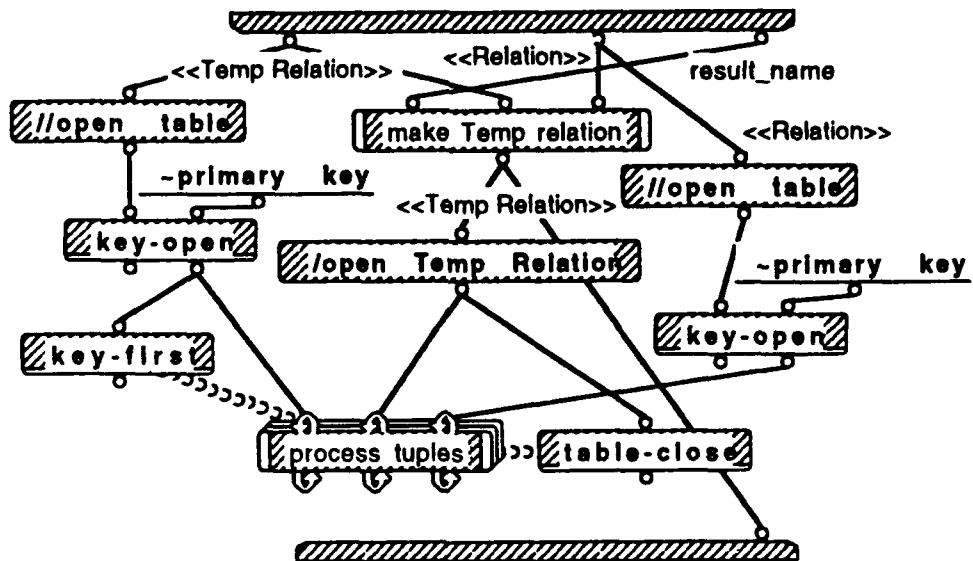 <<Temp Relation>>
<<Relation>>
result_name
//open table
make Temp relation
<<Relation>>
~primary key
//open table
<<Temp Relation>>
key-open
/open Temp Relation
~primary key
key-first
key-open
process tuples
table-close